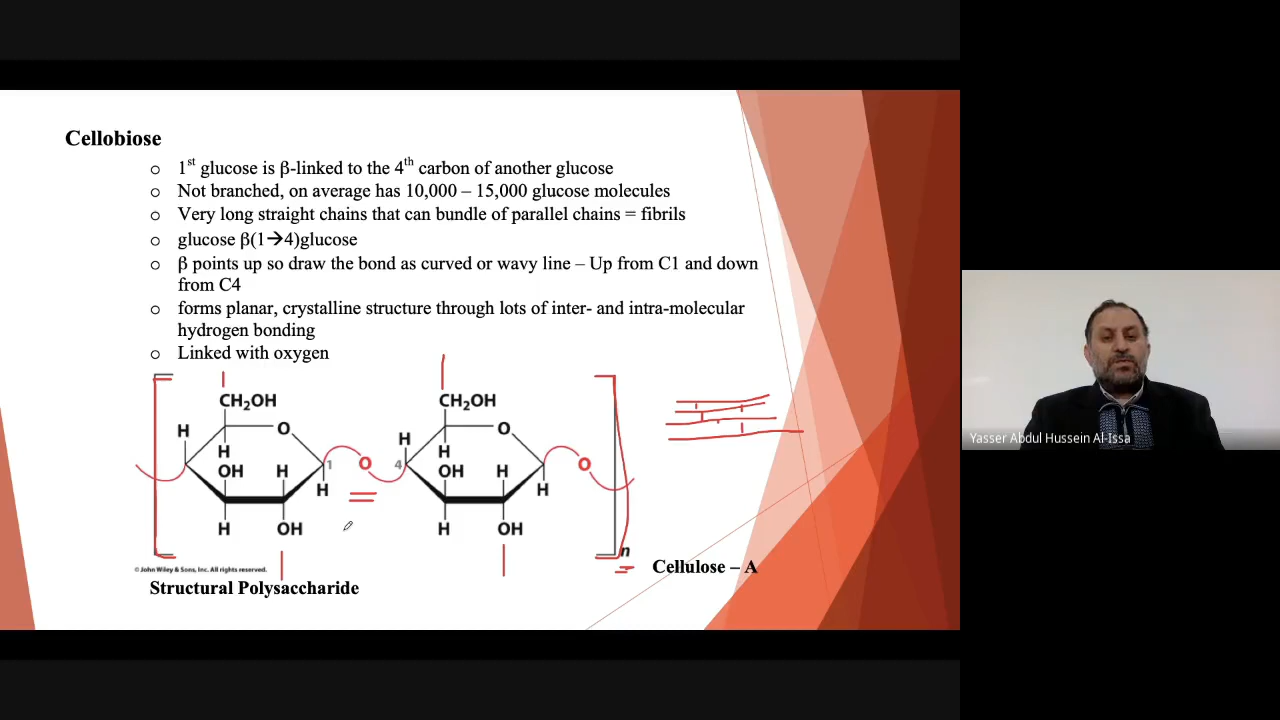 Cellobiose
o 1st glucose is β-linked to the 4th carbon of another glucose
o Not branched, on average has 10,000 – 15,000 glucose molecules
o Very long straight chains that can bundle of parallel chains = fibrils
o glucose β(1→4)glucose
o β points up so draw the bond as curved or wavy line – Up from C1 and down
from C4
o forms planar, crystalline structure through lots of inter- and intra-molecular
hydrogen bonding
o Linked with oxygen
CH₂OH CH₂OH
H O H O
H H
OH H 1 O 4 OH H O
H H
H OH H OH
n
© John Wiley & Sons, Inc. All rights reserved.
Cellulose – A
Structural Polysaccharide
Yasser Abdul Hussein Al-Issa